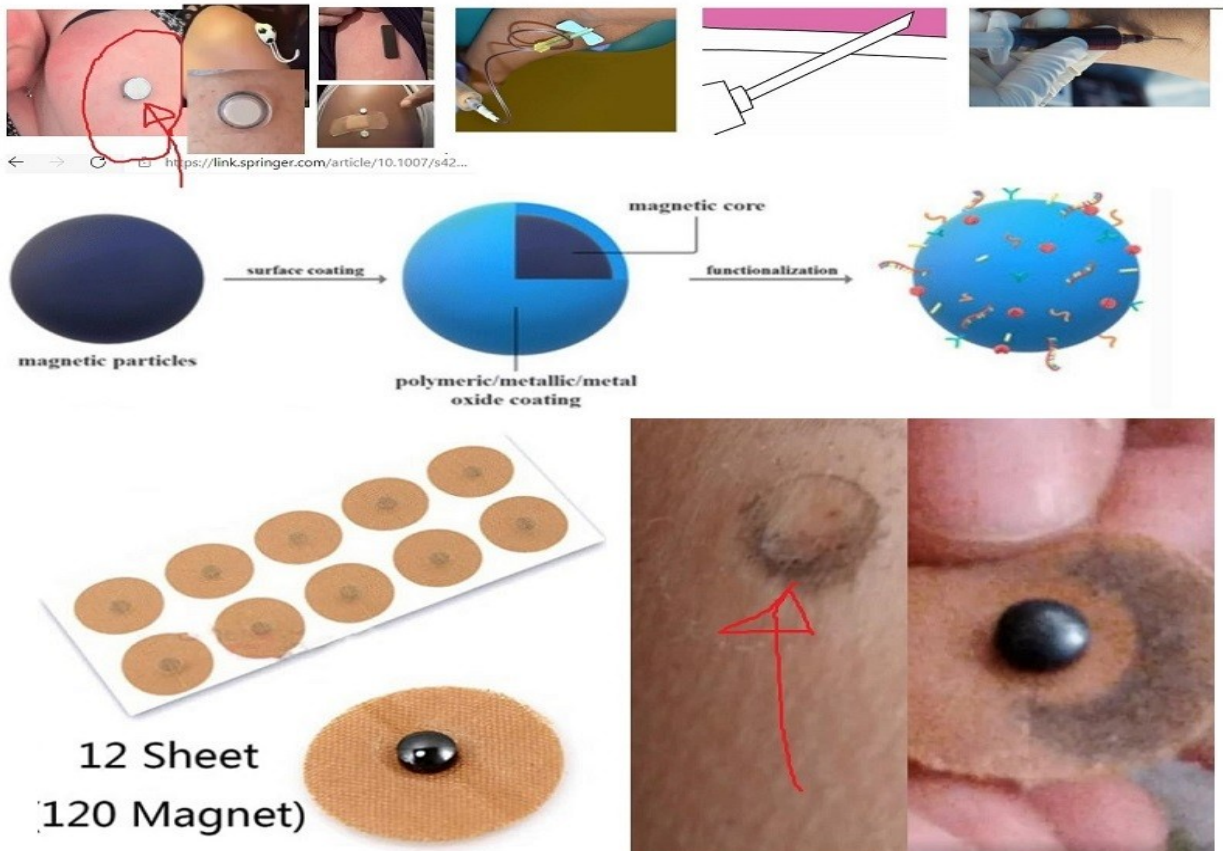 https://link.springer.com/article/10.1007/s42...
magnetic core
surface coating
functionalization
magnetic particles
polymeric/metallic/metal
oxide coating
12 Sheet
(120 Magnet)